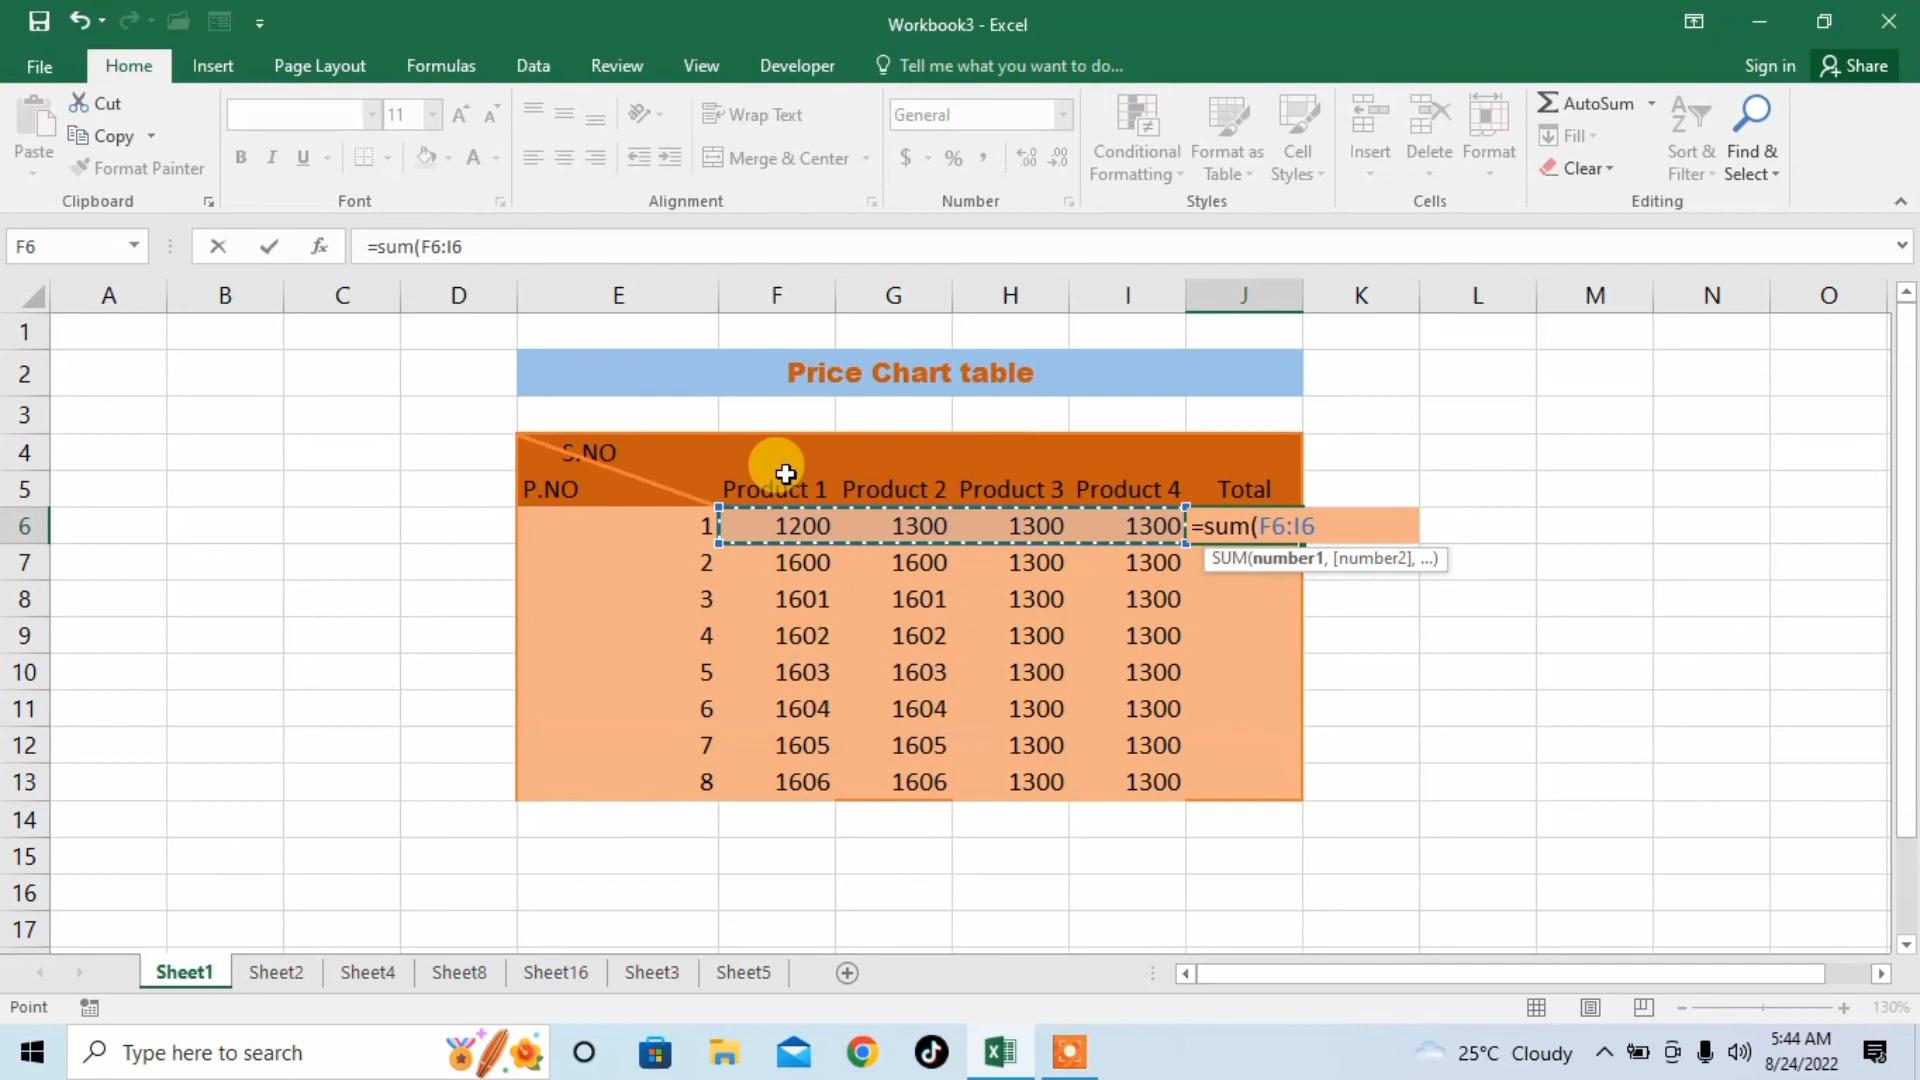 Workbook3 - Excel
File Home Insert Page Layout Formulas Data Review View Developer Tell me what you want to do... Sign in Share
Paste Cut Copy Format Painter
Clipboard
11
Font
Wrap Text
Merge & Center
Alignment
General
$ % , .00 .0
Number
Conditional Formatting
Format as Table
Cell Styles
Styles
Insert Delete Format
Cells
AutoSum
Fill
Clear
Sort & Filter
Find & Select
Editing
F6 fx =sum(F6:I6
A B C D E F G H I J K L M N O
1
2 Price Chart table
3
4 S.NO
5 P.NO Product 1 Product 2 Product 3 Product 4 Total
6 1 1200 1300 1300 1300 =sum(F6:I6
SUM(number1, [number2], ...)
7 2 1600 1600 1300 1300
8 3 1601 1601 1300 1300
9 4 1602 1602 1300 1300
10 5 1603 1603 1300 1300
11 6 1604 1604 1300 1300
12 7 1605 1605 1300 1300
13 8 1606 1606 1300 1300
14
15
16
17
Sheet1 Sheet2 Sheet4 Sheet8 Sheet16 Sheet3 Sheet5
Point 130%
Type here to search 25°C Cloudy 5:44 AM
8/24/2022